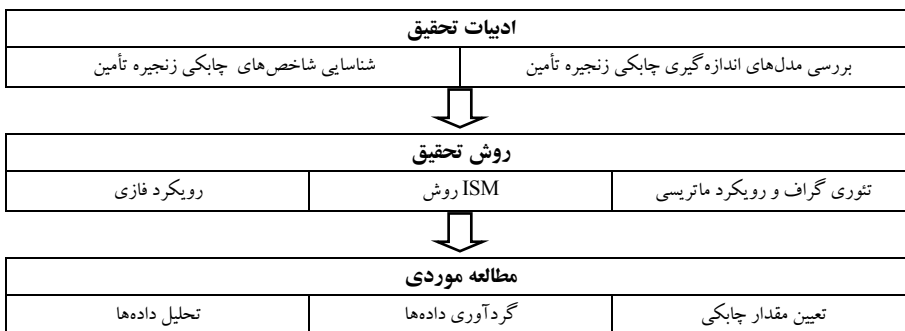 ادبیات تحقیق
بررسی مدل‌های اندازه‌گیری چابکی زنجیره تأمین
شناسایی شاخص‌های چابکی زنجیره تأمین
روش تحقیق
تئوری گراف و رویکرد ماتریسی
ISM روش
رویکرد فازی
مطالعه موردی
تعیین مقدار چابکی
گردآوری داده‌ها
تحلیل داده‌ها